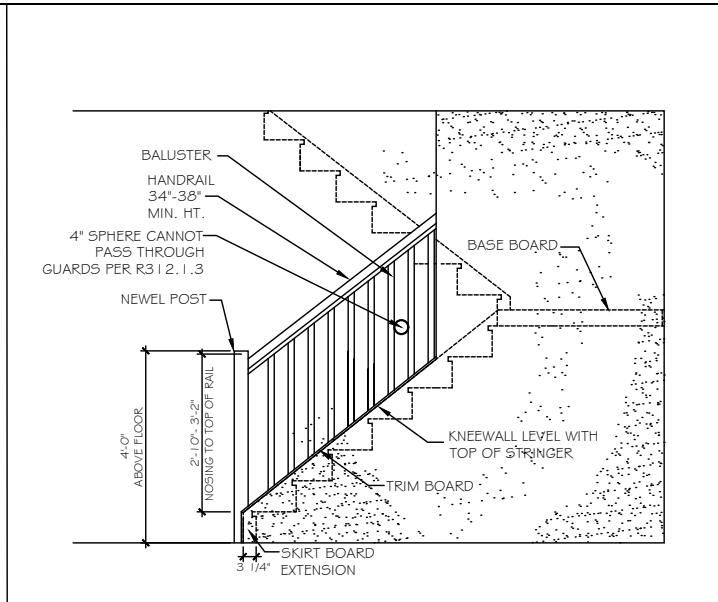 BALUSTER
HANDRAIL
34"-38"
MIN. HT.
4" SPHERE CANNOT
PASS THROUGH
GUARDS PER R312.1.3
NEWEL POST
BASE BOARD
4'-0"
ABOVE FLOOR
2'-10"- 3'-2"
NOSING TO TOP OF RAIL
KNEEWALL LEVEL WITH
TOP OF STRINGER
TRIM BOARD
SKIRT BOARD
EXTENSION
3 1/4"